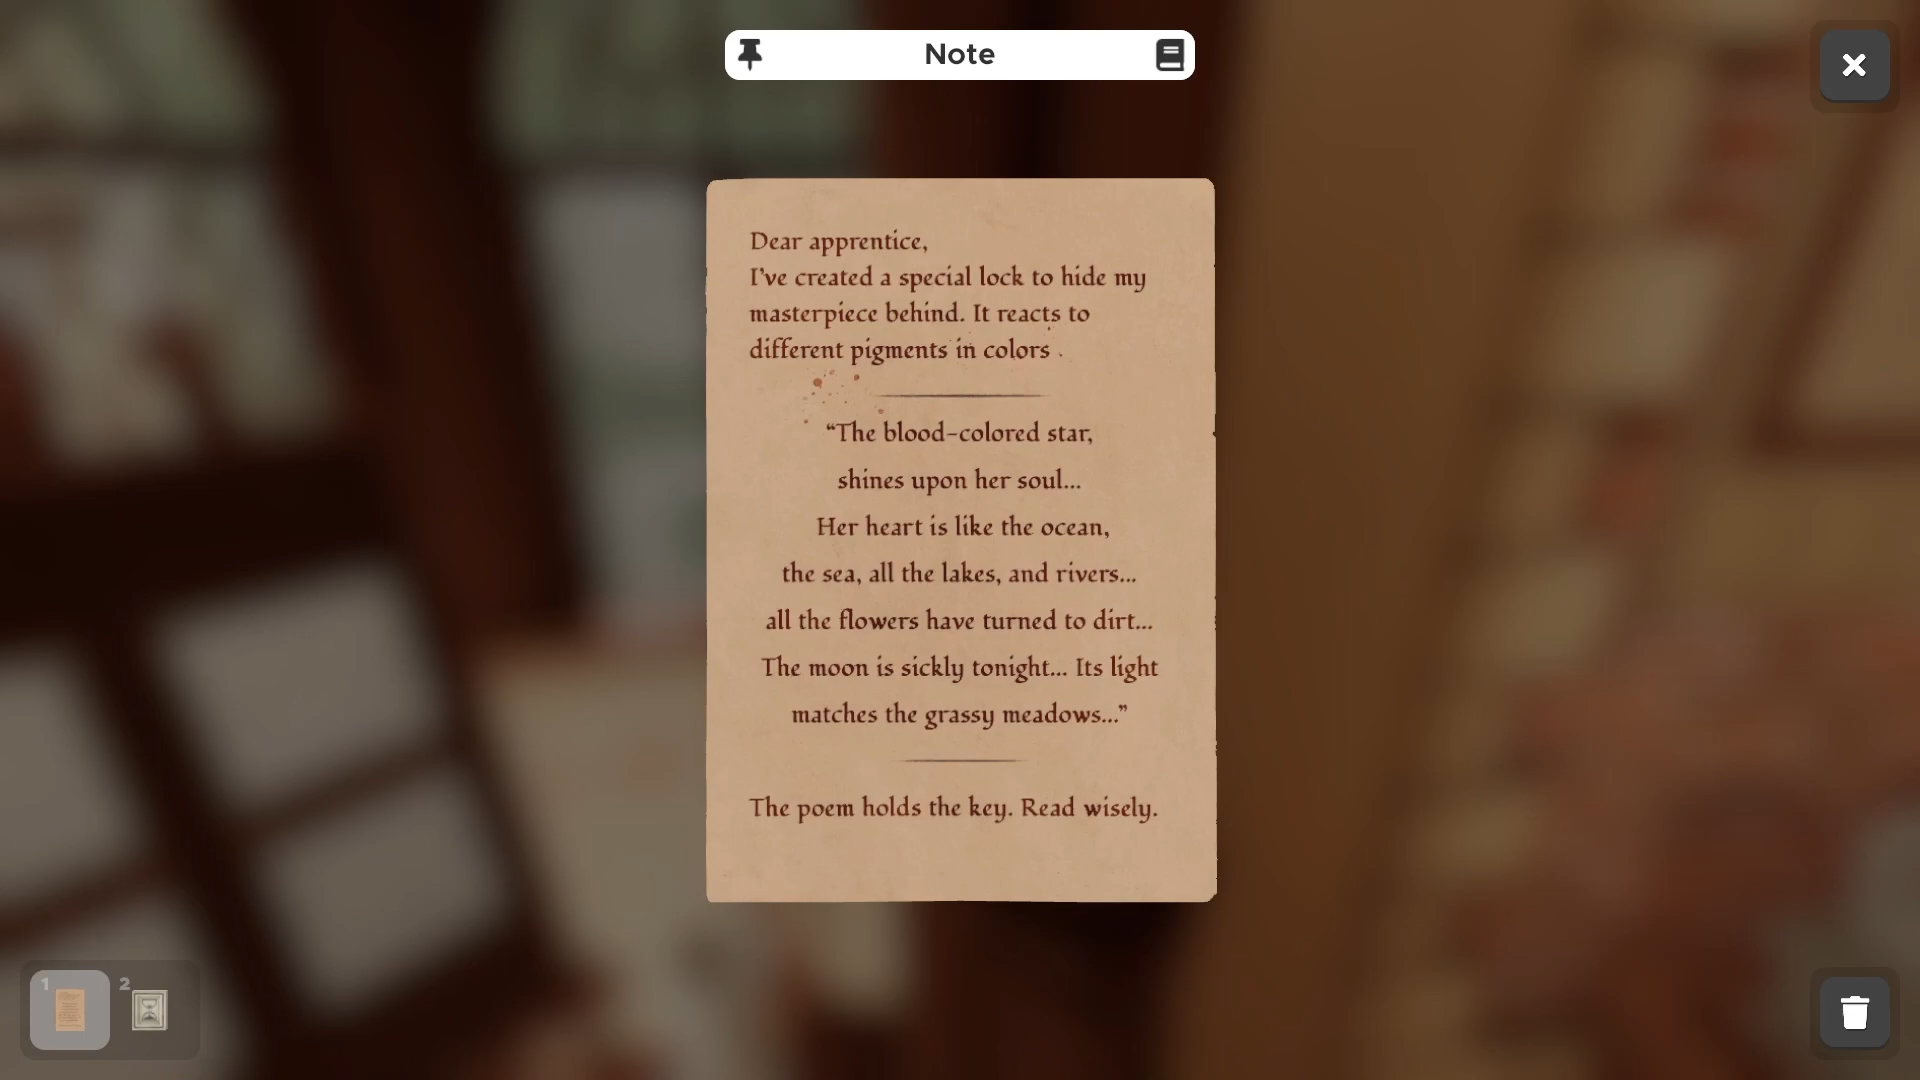 Note
Dear apprentice,
I've created a special lock to hide my
masterpiece behind. It reacts to
different pigments in colors .
“The blood-colored star,
shines upon her soul...
Her heart is like the ocean,
the sea, all the lakes, and rivers...
all the flowers have turned to dirt...
The moon is sickly tonight... Its light
matches the grassy meadows...”
The poem holds the key. Read wisely.
1
2